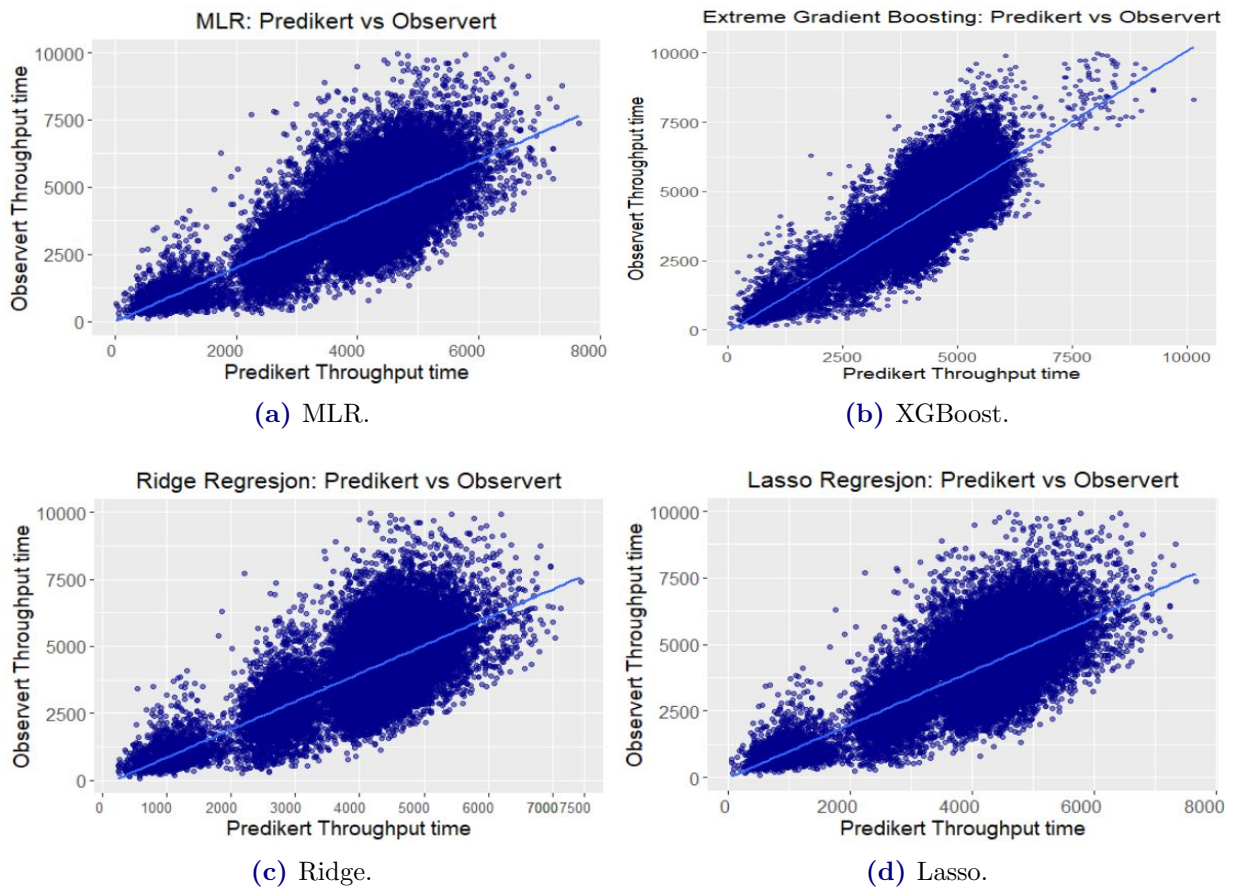 MLR: Predikert vs Observert
10000
7500
5000
2500
0
Observert Throughput time
0 2000 4000 6000 8000
Predikert Throughput time
(a) MLR.
Extreme Gradient Boosting: Predikert vs Observert
10000
7500
5000
2500
0
Observert Throughput time
0 2500 5000 7500 10000
Predikert Throughput time
(b) XGBoost.
Ridge Regresjon: Predikert vs Observert
10000
7500
5000
2500
0
Observert Throughput time
0 1000 2000 3000 4000 5000 6000 7000 7500
Predikert Throughput time
(c) Ridge.
Lasso Regresjon: Predikert vs Observert
10000
7500
5000
2500
0
Observert Throughput time
0 2000 4000 6000 8000
Predikert Throughput time
(d) Lasso.